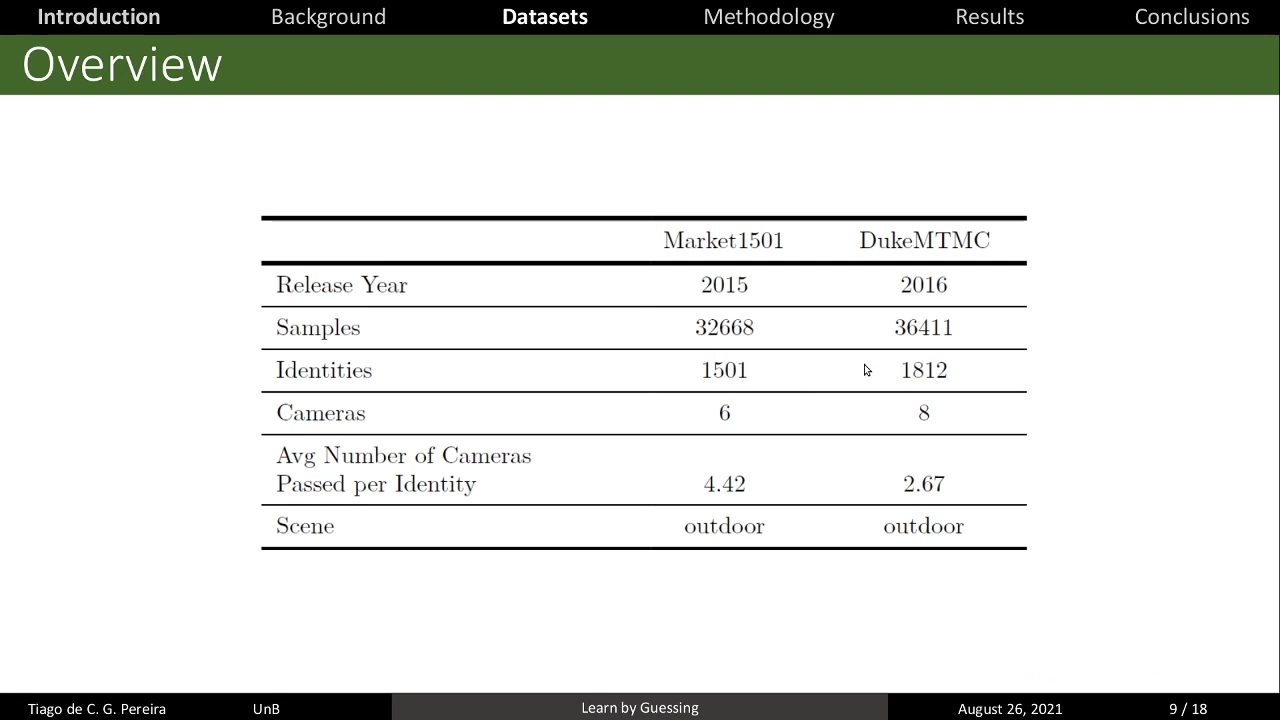 Introduction Background Datasets Methodology Results Conclusions
Overview
Market1501 DukeMTMC
Release Year 2015 2016
Samples 32668 36411
Identities 1501 1812
Cameras 6 8
Avg Number of Cameras
Passed per Identity 4.42 2.67
Scene outdoor outdoor
Tiago de C. G. Pereira UnB Learn by Guessing August 26, 2021 9 / 18